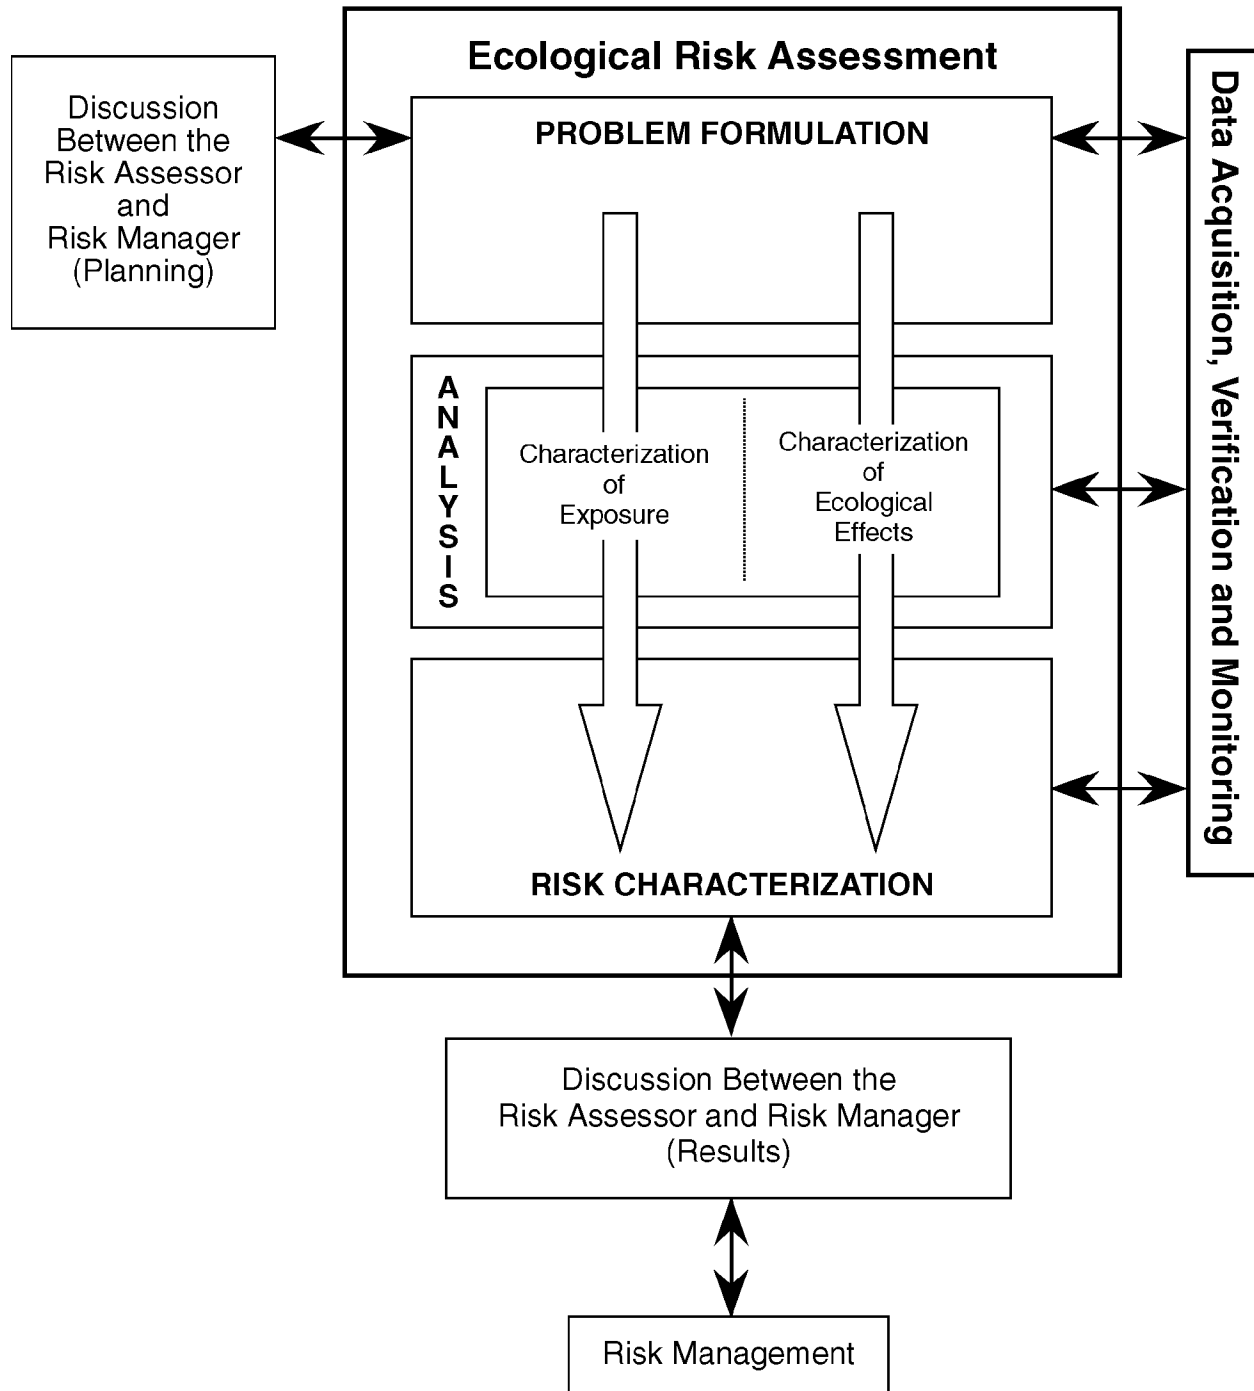 Ecological Risk Assessment
Discussion
Between the
Risk Assessor
and
Risk Manager
(Planning)
PROBLEM FORMULATION
Data Acquisition, Verification and Monitoring
ANALYSIS
Characterization
of
Exposure
Characterization
of
Ecological
Effects
RISK CHARACTERIZATION
Discussion Between the
Risk Assessor and Risk Manager
(Results)
Risk Management